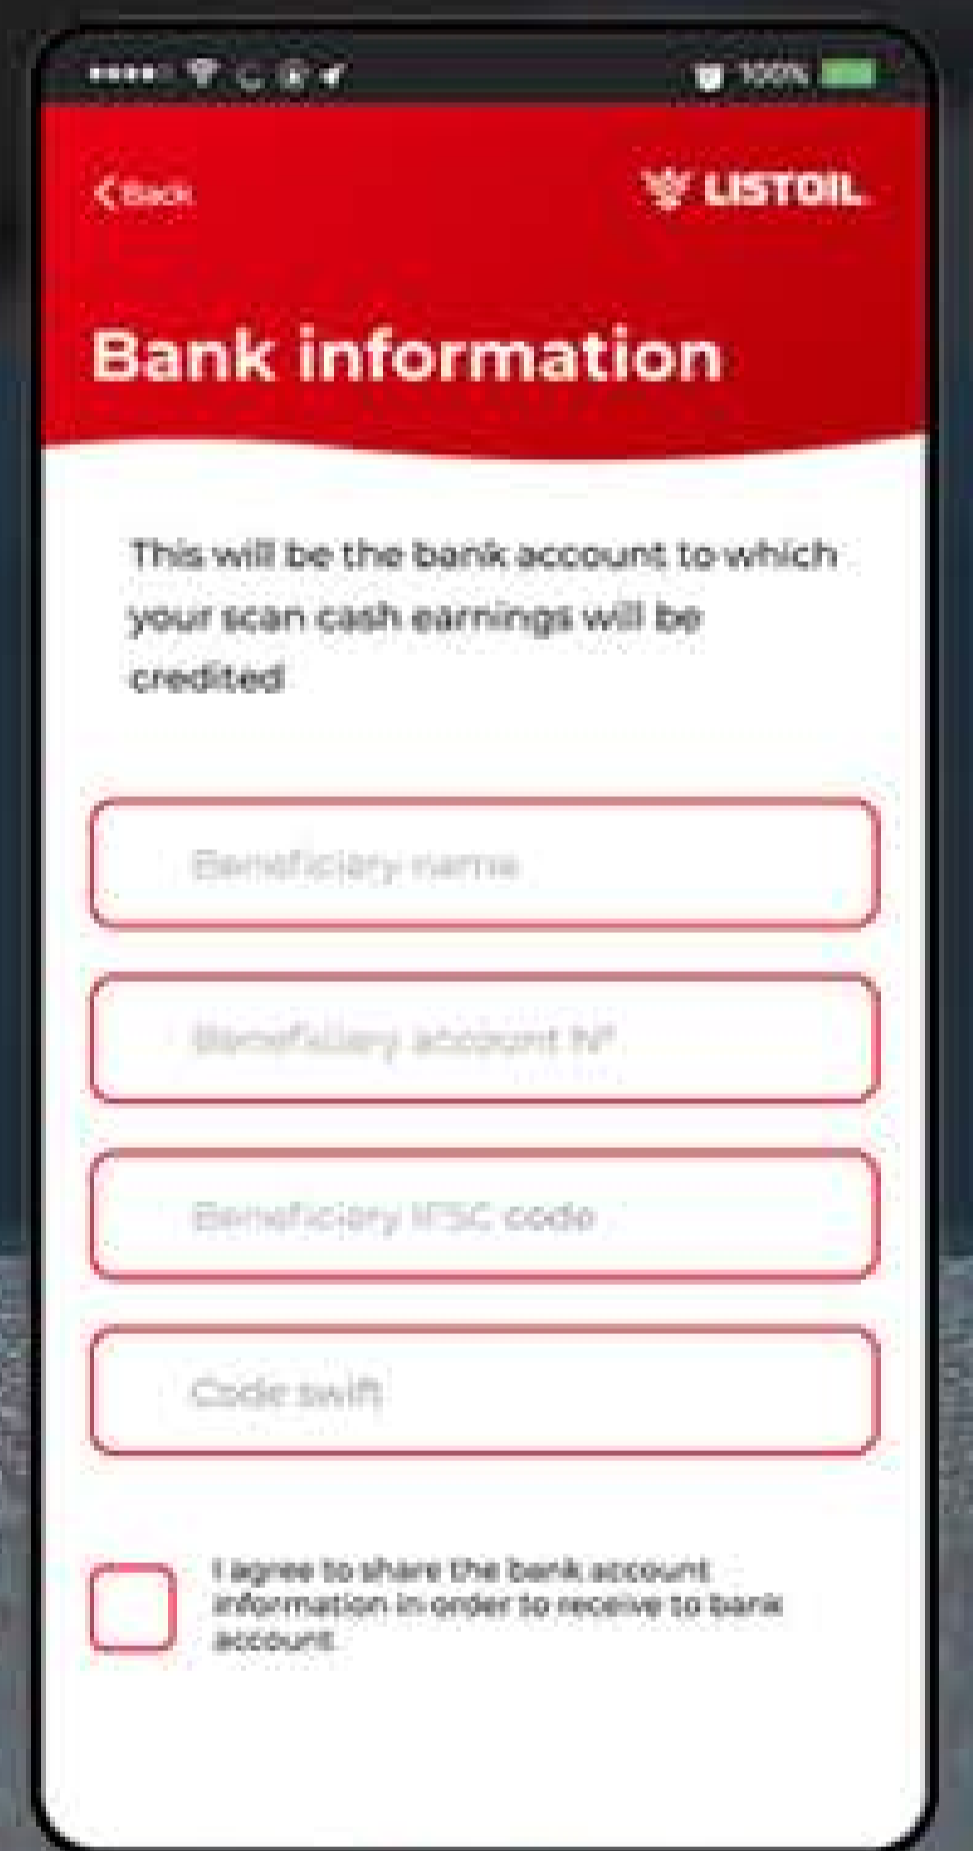 100%
Back
LISTOIL
Bank information
This will be the bank account to which
your scan cash earnings will be
credited
Beneficiary name
Beneficiary account N°
Beneficiary IFSC code
Code swift
I agree to share the bank account
information in order to receive to bank
account